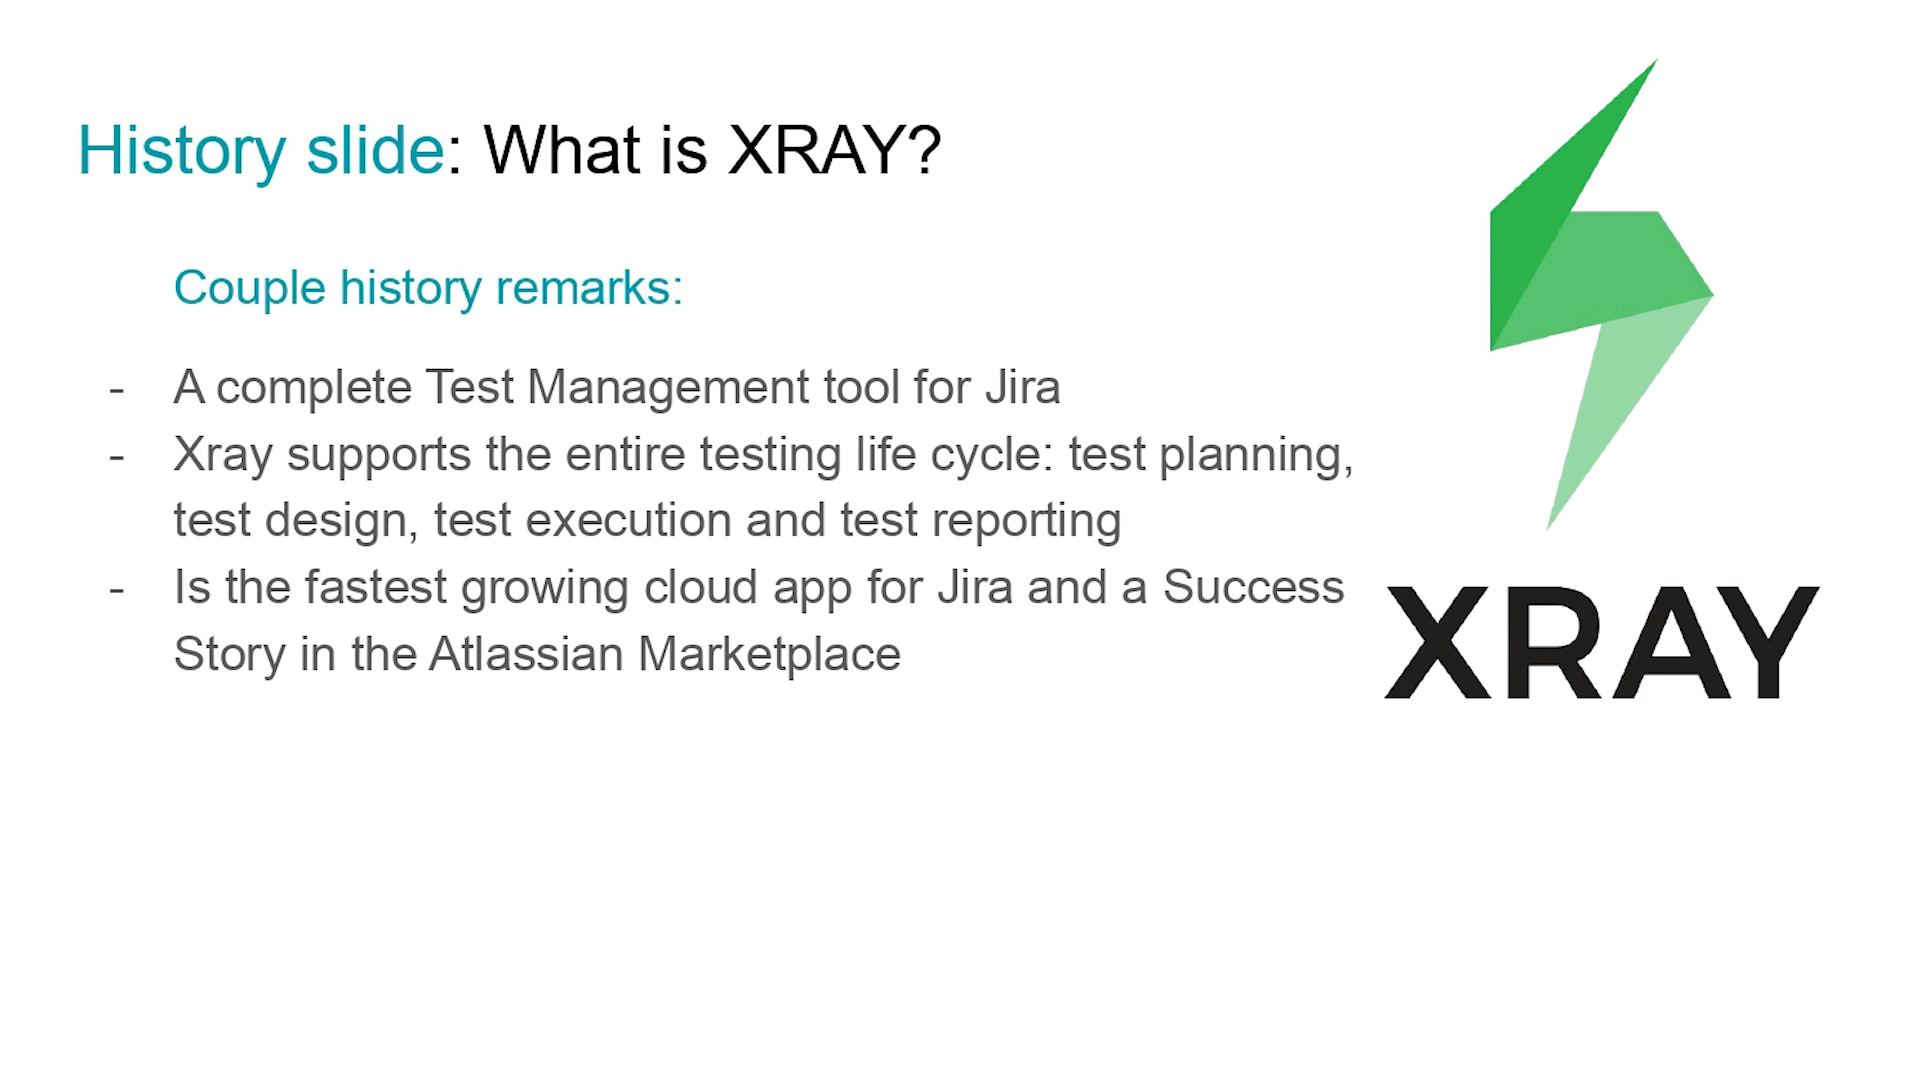 History slide: What is XRAY?
Couple history remarks:
- A complete Test Management tool for Jira
- Xray supports the entire testing life cycle: test planning,
test design, test execution and test reporting
- Is the fastest growing cloud app for Jira and a Success
Story in the Atlassian Marketplace
XRAY